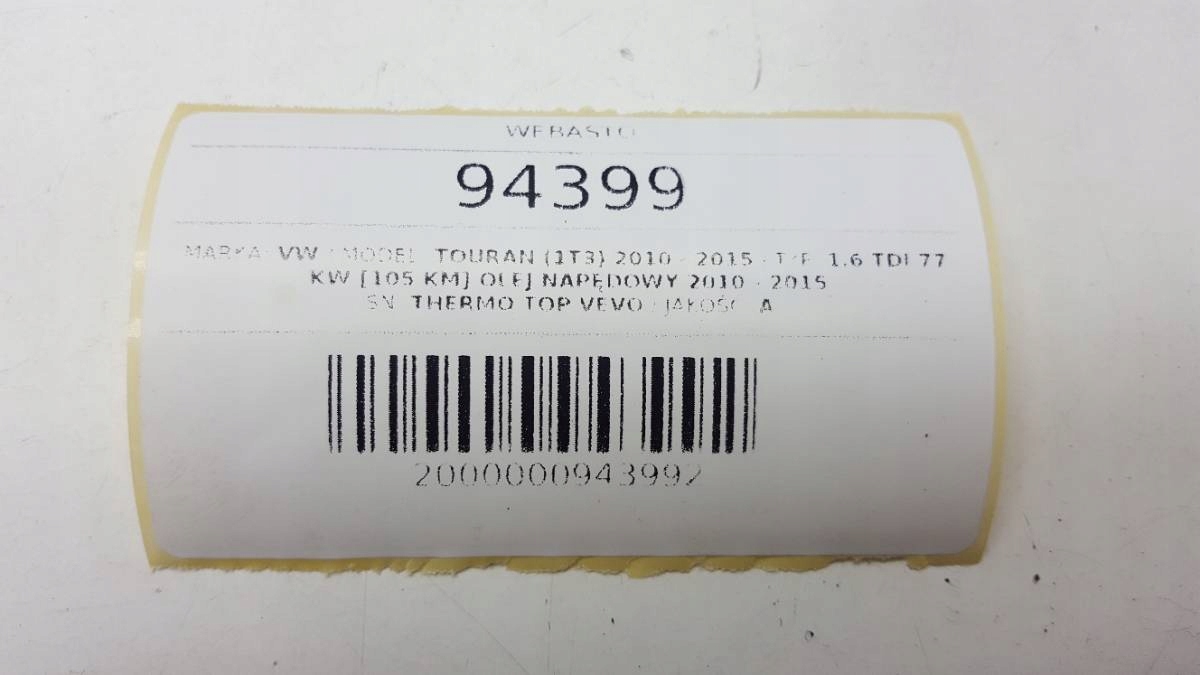 WEBASTO
94399
MARKA: VW | MODEL: TOURAN (1T3) 2010 - 2015 | TYP: 1.6 TDI 77
KW [105 KM] OLEJ NAPĘDOWY 2010 - 2015
SN: THERMO TOP VEVO | JAKOŚĆ: A
2000000943992